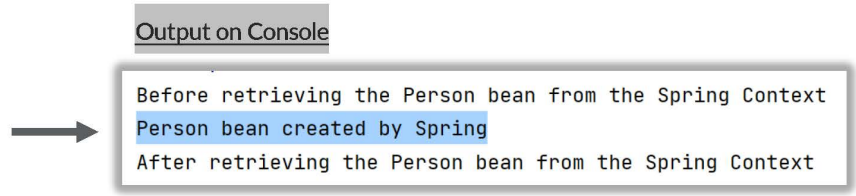 Output on Console
Before retrieving the Person bean from the Spring Context
Person bean created by Spring
After retrieving the Person bean from the Spring Context